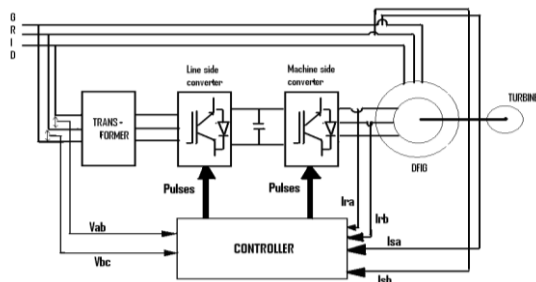 G
R
I
D
Line side
converter
Machine side
converter
TRANS -
FORMER
TURBINE
DFIG
Pulses
Pulses
Ira
Irb
Isa
Isb
Vab
Vbc
CONTROLLER